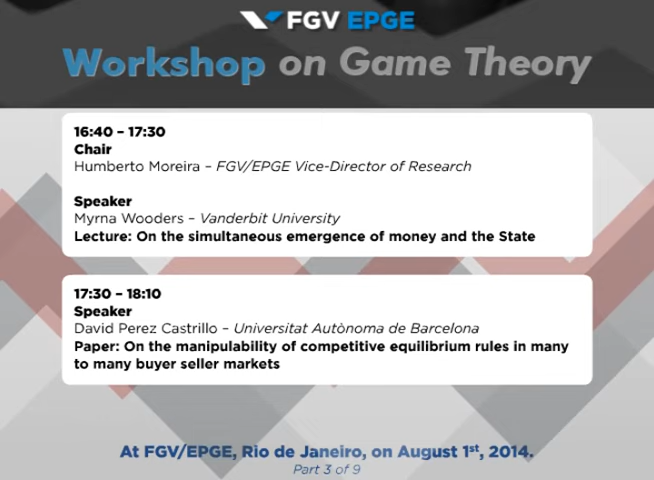 FGV EPGE
Workshop on Game Theory
16:40 – 17:30
Chair
Humberto Moreira – FGV/EPGE Vice-Director of Research
Speaker
Myrna Wooders – Vanderbit University
Lecture: On the simultaneous emergence of money and the State
17:30 – 18:10
Speaker
David Perez Castrillo – Universitat Autònoma de Barcelona
Paper: On the manipulability of competitive equilibrium rules in many
to many buyer seller markets
At FGV/EPGE, Rio de Janeiro, on August 1st, 2014.
Part 3 of 9